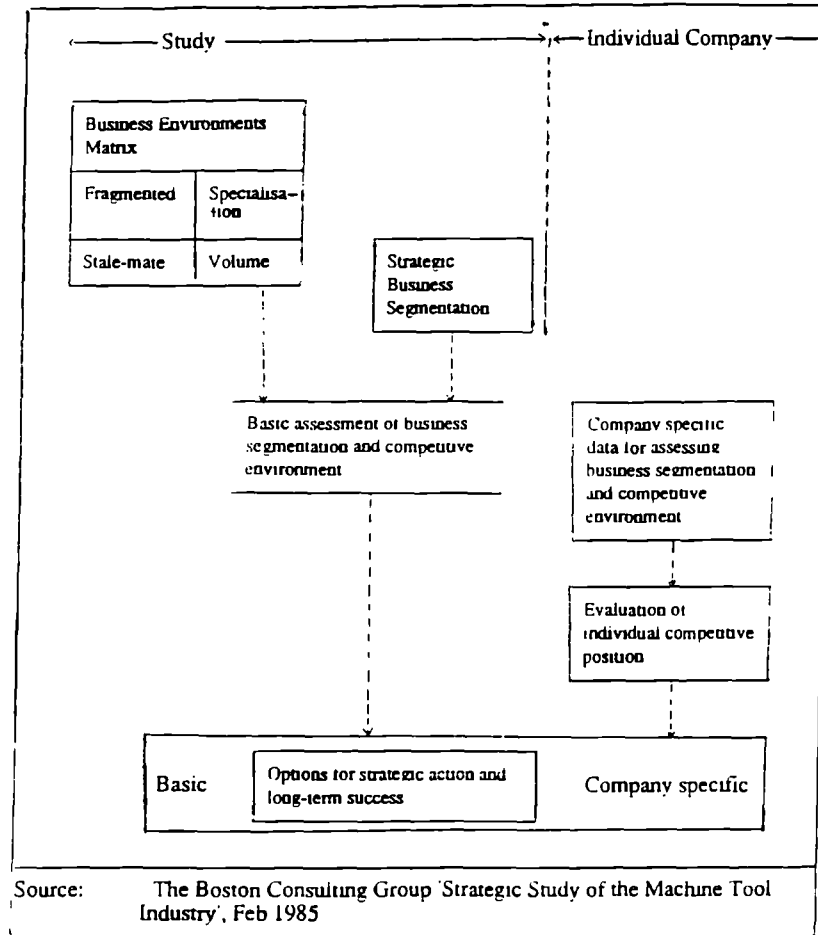 Study
Individual Company
Business Environments
Matrix
Fragmented
Specialisa-
tion
Stale-mate
Volume
Strategic
Business
Segmentation
Basic assessment of business
segmentation and competitive
environment
Company specific
data for assessing
business segmentation
and competitive
environment
Evaluation of
individual competitive
position
Basic
Options for strategic action and
long-term success
Company specific
Source: The Boston Consulting Group 'Strategic Study of the Machine Tool
Industry', Feb 1985